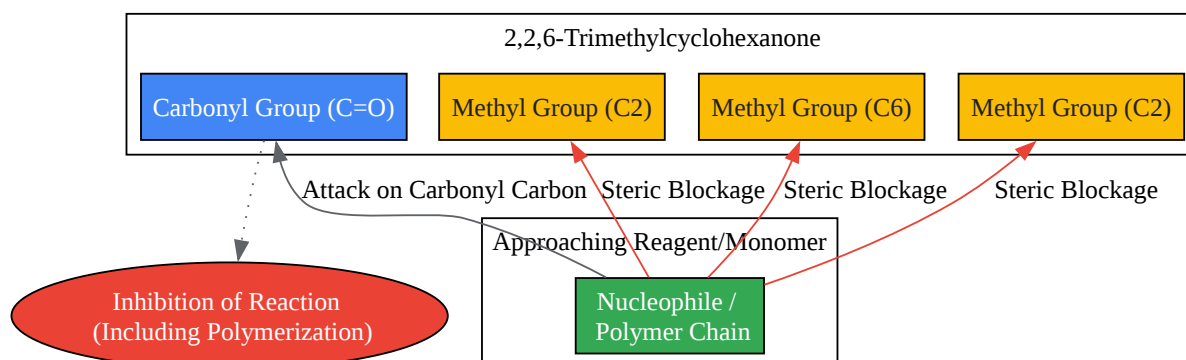 2,2,6-Trimethylcyclohexanone
Carbonyl Group (C=O)
Methyl Group (C2)
Methyl Group (C6)
Methyl Group (C2)
Attack on Carbonyl Carbon
Steric Blockage
Steric Blockage
Steric Blockage
Approaching Reagent/Monomer
Inhibition of Reaction
(Including Polymerization)
Nucleophile /
Polymer Chain